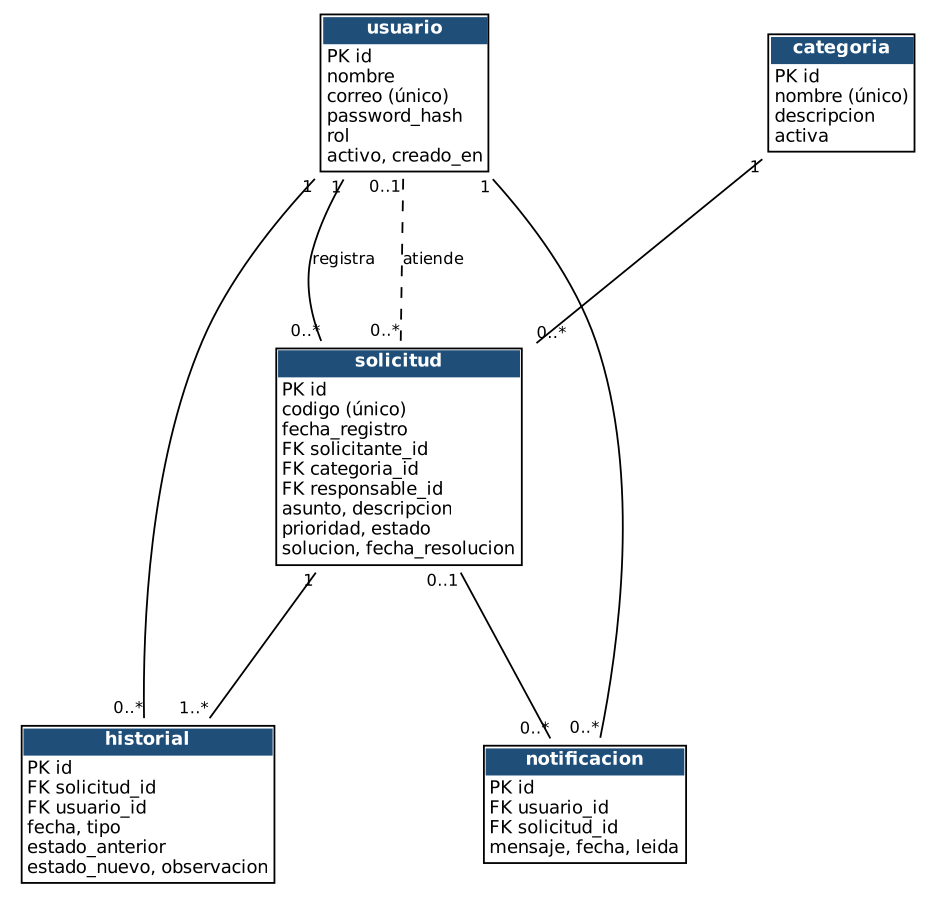 usuario
PK id
nombre
correo (único)
password_hash
rol
activo, creado_en
categoria
PK id
nombre (único)
descripcion
activa
1
1
0..1
1
1
registra
atiende
0..*
0..*
0..*
solicitud
PK id
codigo (único)
fecha_registro
FK solicitante_id
FK categoria_id
FK responsable_id
asunto, descripcion
prioridad, estado
solucion, fecha_resolucion
1
0..1
0..*
1..*
0..*
0..*
historial
PK id
FK solicitud_id
FK usuario_id
fecha, tipo
estado_anterior
estado_nuevo, observacion
notificacion
PK id
FK usuario_id
FK solicitud_id
mensaje, fecha, leida